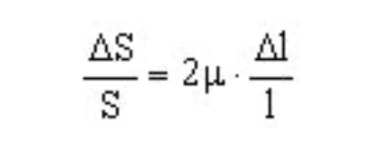 ΔS/S = 2μ · Δl/l